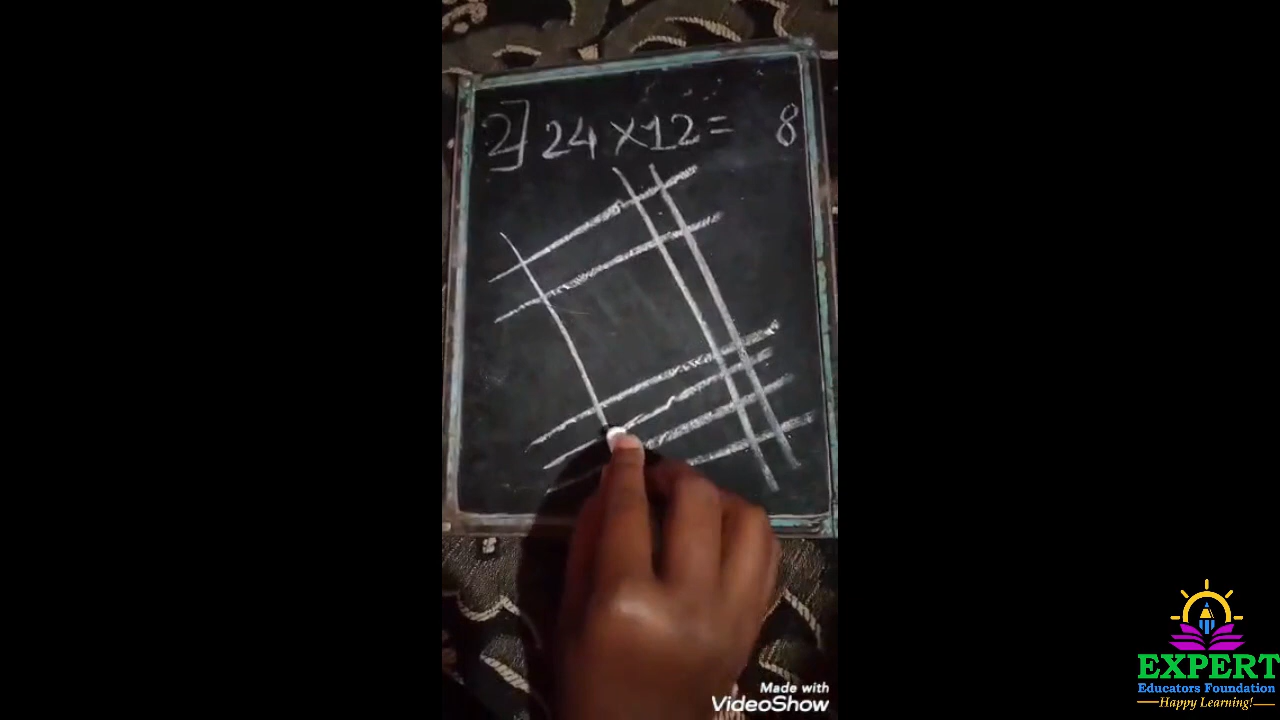 2] 24 X 12 = 8
Made with
VideoShow
EXPERT
Educators Foundation
Happy Learning!